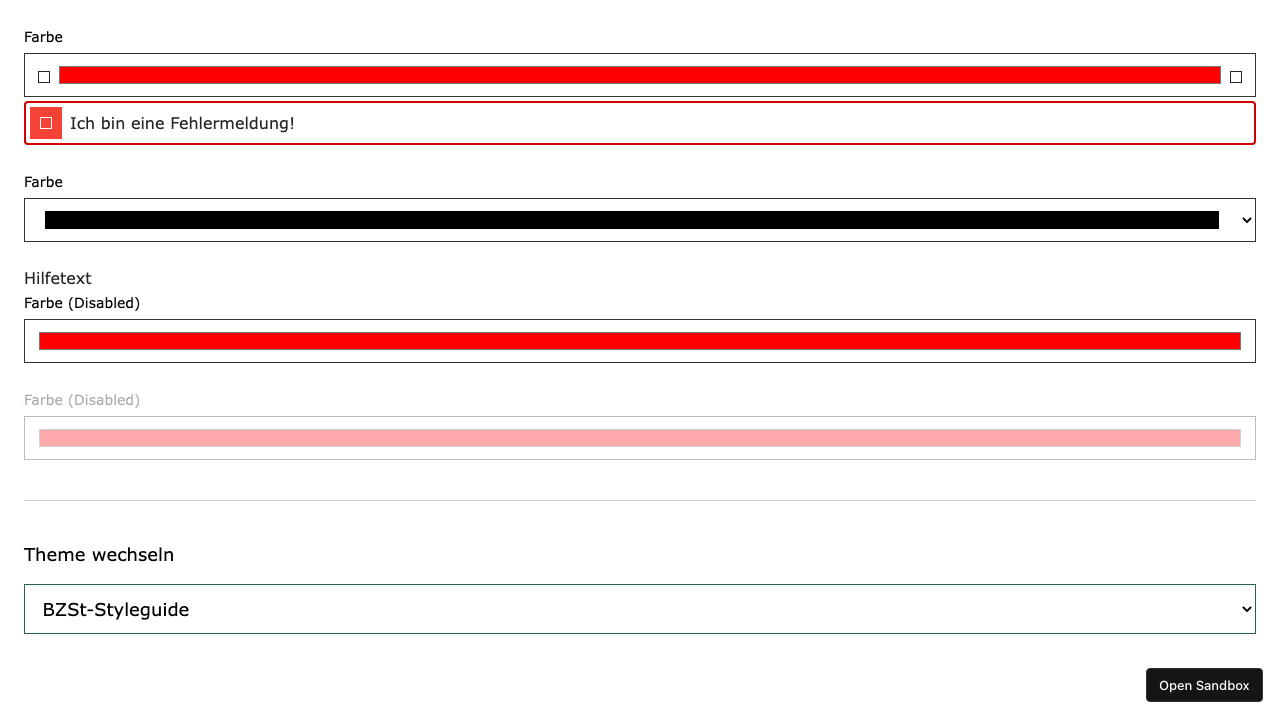 Farbe
Ich bin eine Fehlermeldung!
Farbe
Hilfetext
Farbe (Disabled)
Farbe (Disabled)
Theme wechseln
BZSt-Styleguide
Open Sandbox